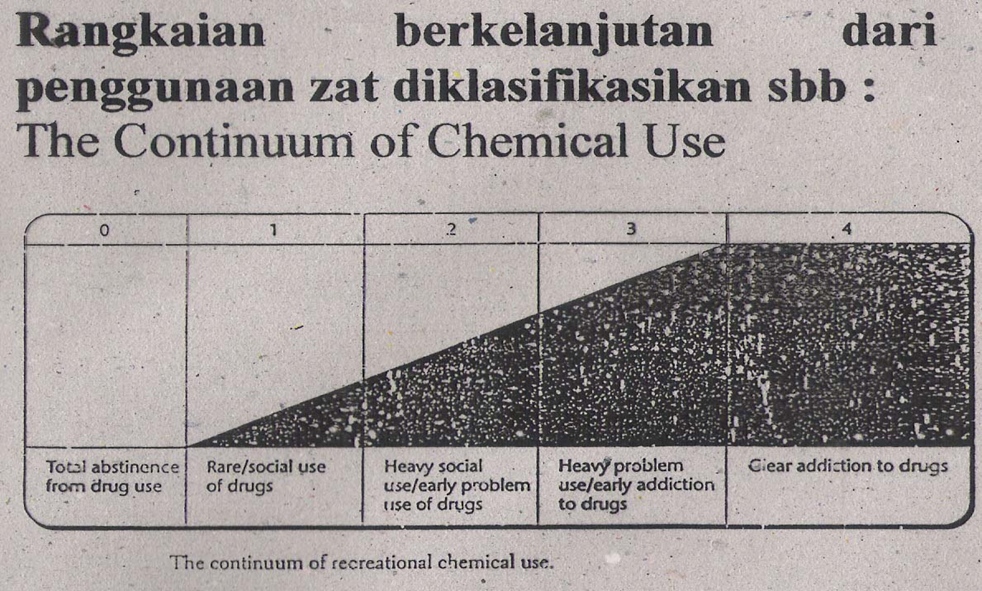 Rangkaian berkelanjutan dari
penggunaan zat diklasifikasikan sbb :
The Continuum of Chemical Use
0 1 2 3 4
Total abstinence
from drug use
Rare/social use
of drugs
Heavy social
use/early problem
use of drugs
Heavy problem
use/early addiction
to drugs
Clear addiction to drugs
The continuum of recreational chemical use.